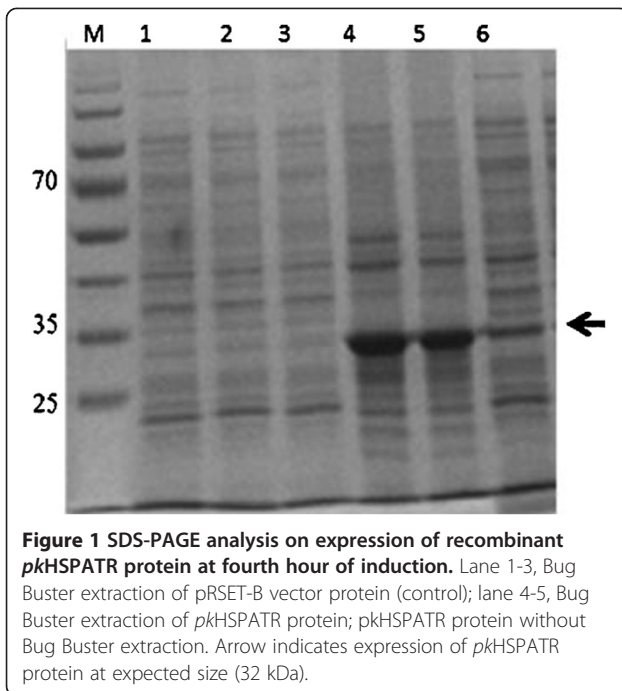 M 1 2 3 4 5 6
70
35
25
Figure 1 SDS-PAGE analysis on expression of recombinant
pkHSPATR protein at fourth hour of induction. Lane 1-3, Bug
Buster extraction of pRSET-B vector protein (control); lane 4-5, Bug
Buster extraction of pkHSPATR protein; pkHSPATR protein without
Bug Buster extraction. Arrow indicates expression of pkHSPATR
protein at expected size (32 kDa).